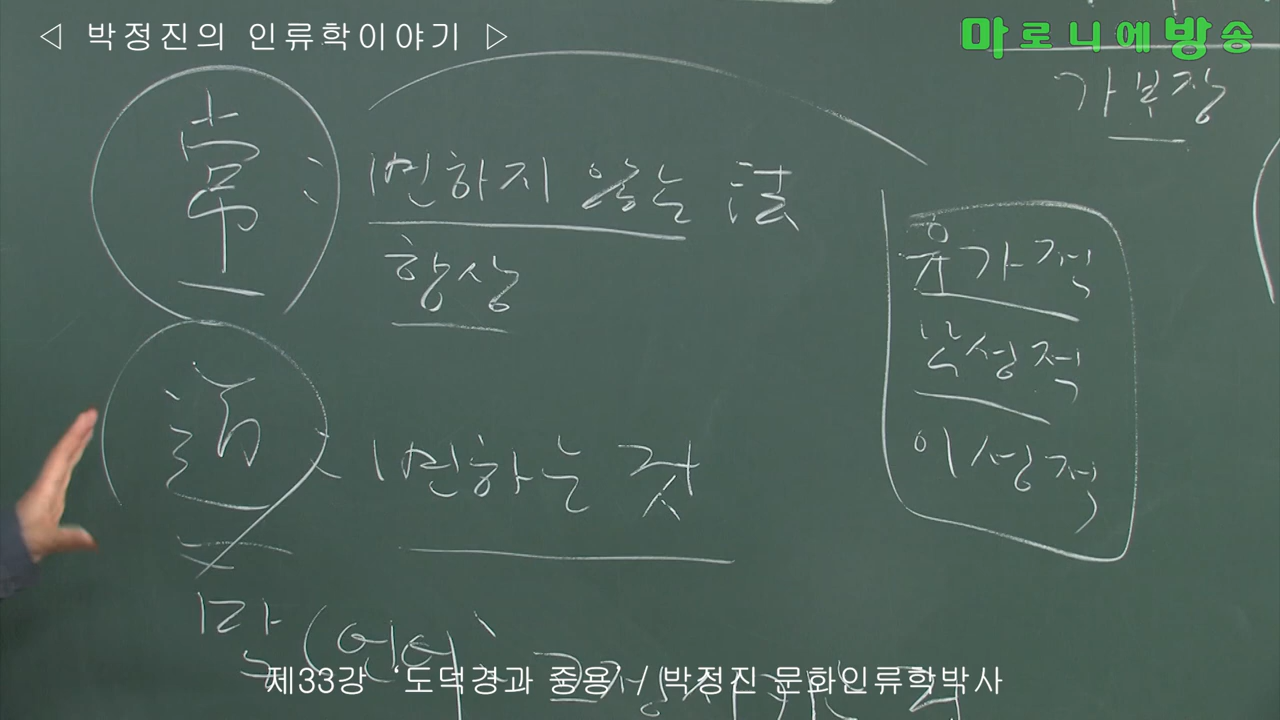 ◁ 박정진의 인류학이야기 ▷
마로니에방송
가부장
常 : 변하지 않는 法
항상
유가적
남성적
이성적
道 : 변하는 것
말 (언어)
제33강 ‘도덕경과 중용’ / 박정진 문화인류학박사